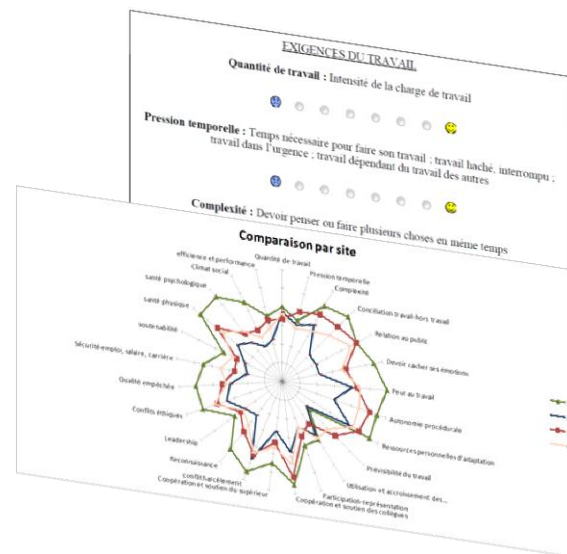 EXIGENCES DU TRAVAIL
Quantité de travail : Intensité de la charge de travail
Pression temporelle : Temps nécessaire pour faire son travail ; travail haché, interrompu ;
travail dans l'urgence ; travail dépendant du travail des autres
Complexité : Devoir penser ou faire plusieurs choses en même temps
Comparaison par site
Quantité de travail
Pression temporelle
Complexité
Conciliation travail-hors travail
Relation au public
Devoir cacher ses émotions
Peur au travail
Autonomie procédurale
Ressources personnelles d'adaptation
Prévisibilité du travail
Utilisation et accroissement des...
Participation-représentation
Coopération et soutien des collègues
Coopération et soutien du supérieur
conflit harcèlement
Reconnaissance
Leadership
Conflits éthiques
Qualité empêchée
Sécurité emploi, salaire, carrière
soutenabilité
santé physique
santé psychologique
Climat social
efficience et performance